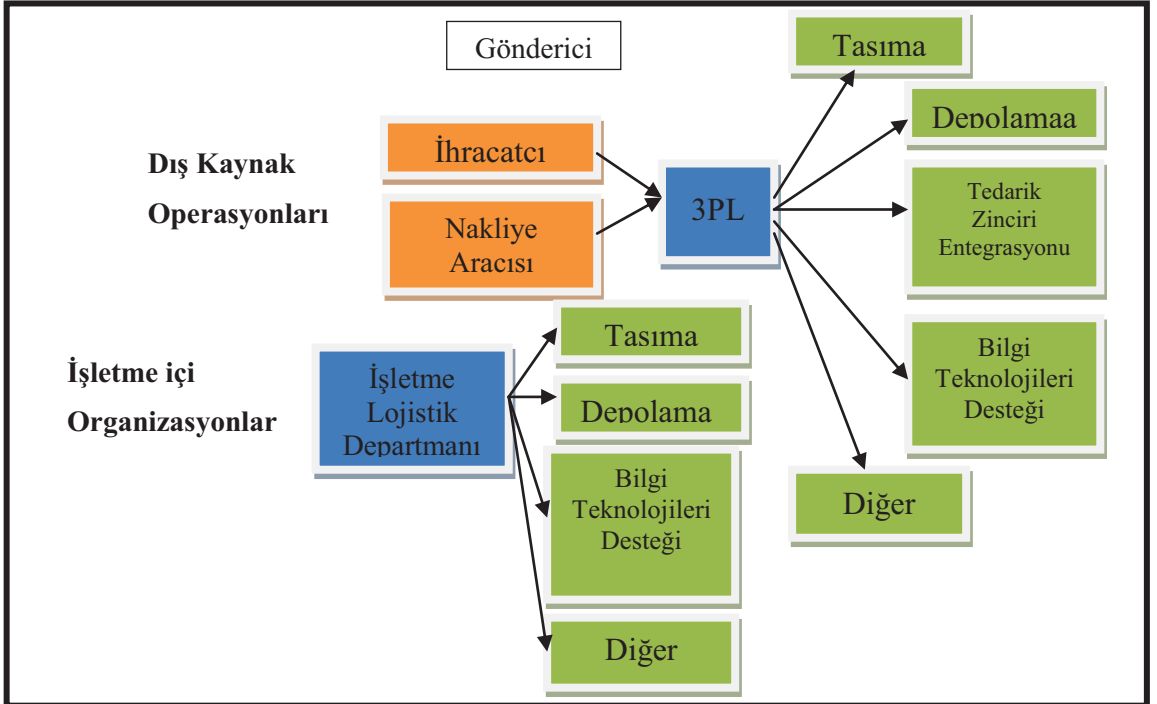 Gönderici
Tasıma
Depolamaa
Dış Kaynak
Operasyonları
İhracatcı
Nakliye
Aracısı
3PL
Tedarik
Zinciri
Entegrasyonu
Bilgi
Teknolojileri
Desteği
Diğer
İşletme içi
Organizasyonlar
İşletme
Lojistik
Departmanı
Tasıma
Depolama
Bilgi
Teknolojileri
Desteği
Diğer